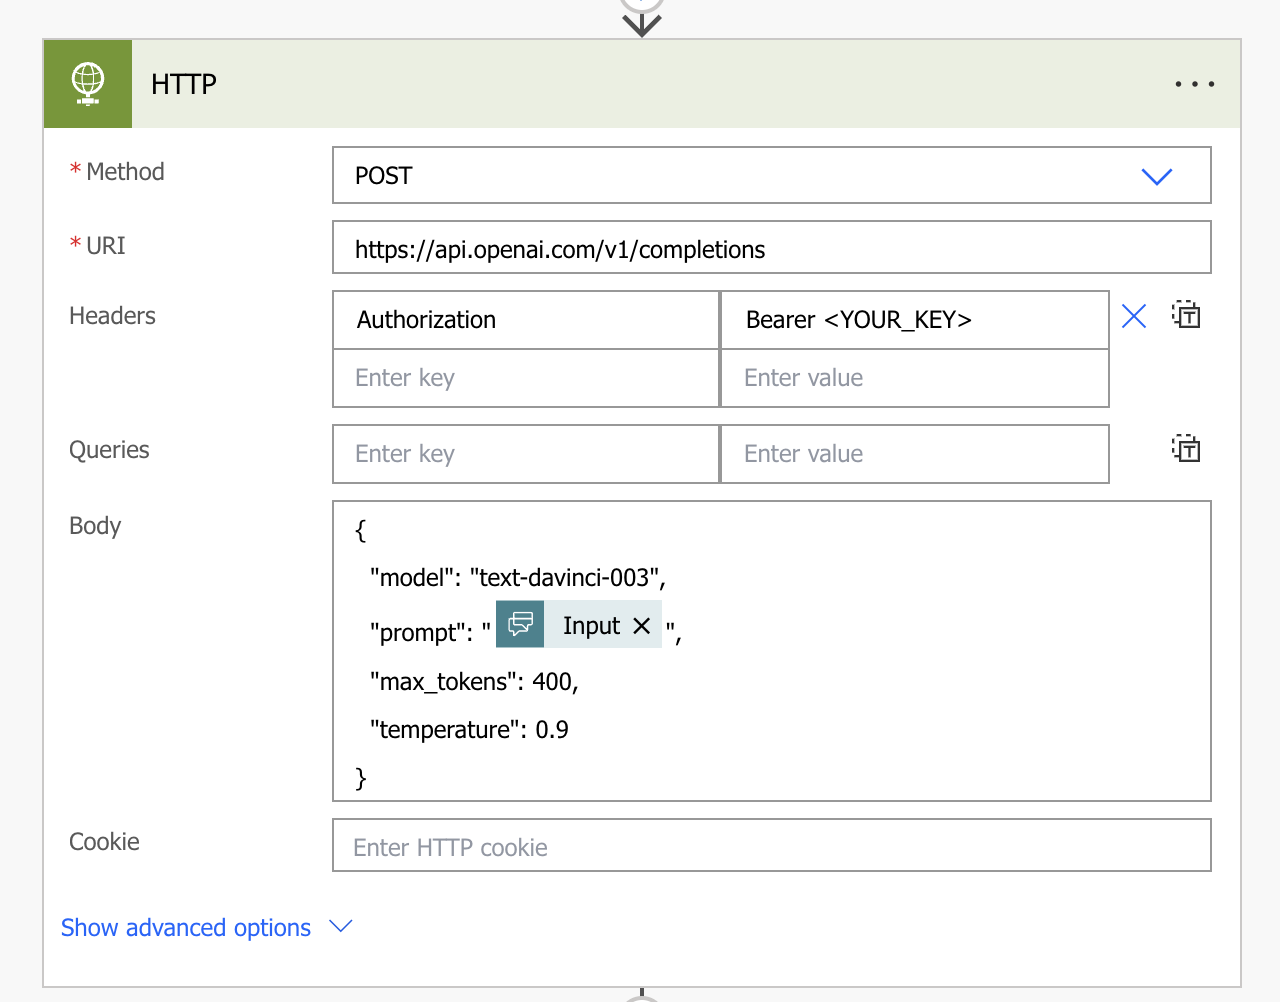 HTTP
* Method
POST
* URI
https://api.openai.com/v1/completions
Headers
Authorization
Bearer <YOUR_KEY>
Enter key
Enter value
Queries
Enter key
Enter value
Body
{
"model": "text-davinci-003",
"prompt": " Input ",
"max_tokens": 400,
"temperature": 0.9
}
Cookie
Enter HTTP cookie
Show advanced options